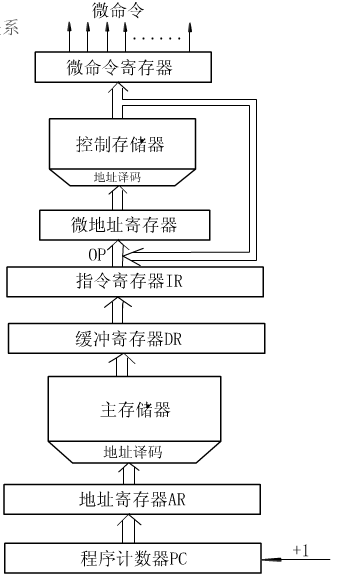 微命令
系
......
微命令寄存器
控制存储器
地址译码
微地址寄存器
OP
指令寄存器IR
缓冲寄存器DR
主存储器
地址译码
地址寄存器AR
+1
程序计数器PC